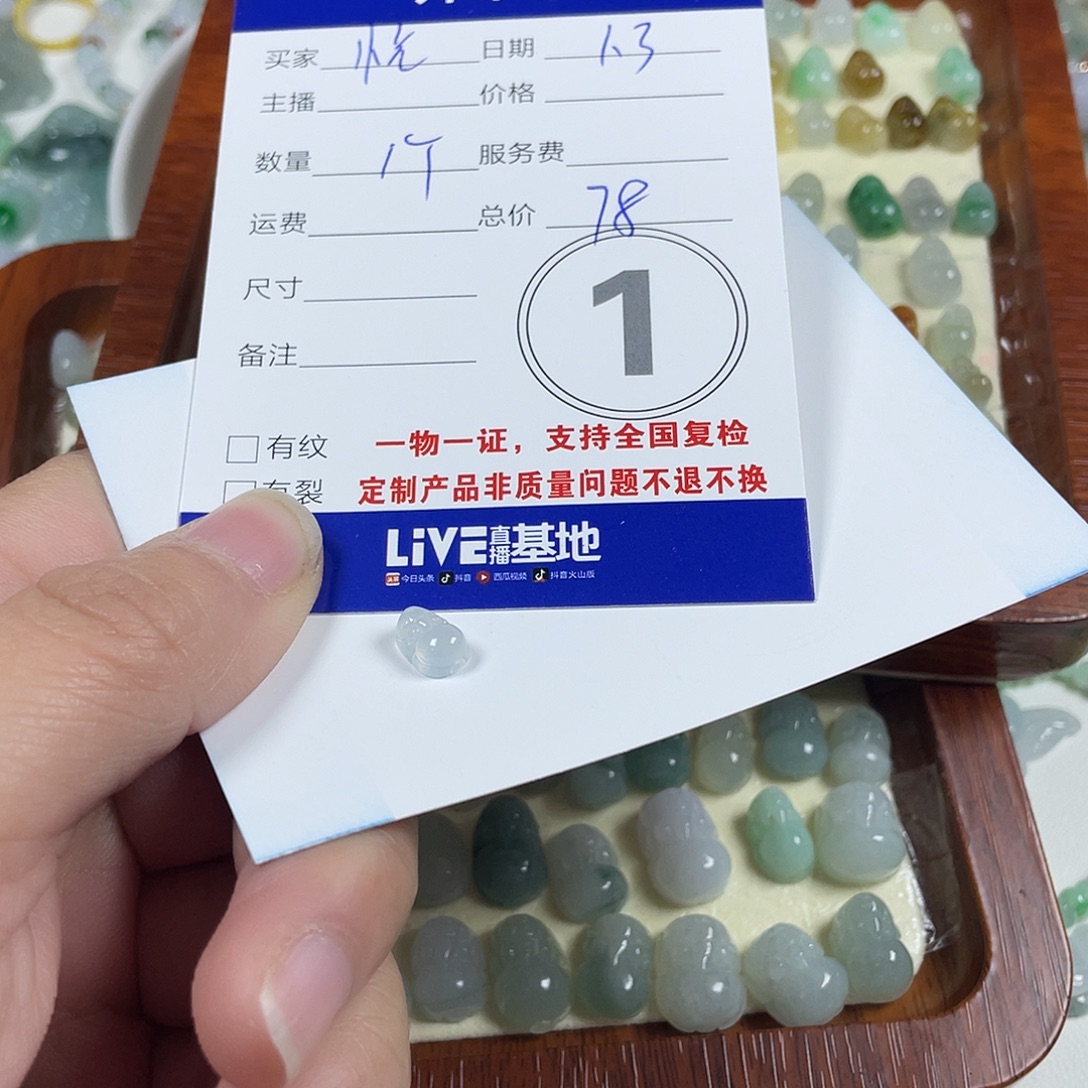 买家 悦 日期 1.3
主播 价格
数量 1件 服务费
运费 总价 78
尺寸
备注
1
有纹 一物一证，支持全国复检
有裂 定制产品非质量问题不退不换
LiVE直播基地
今日头条 抖音 西瓜视频 抖音火山版